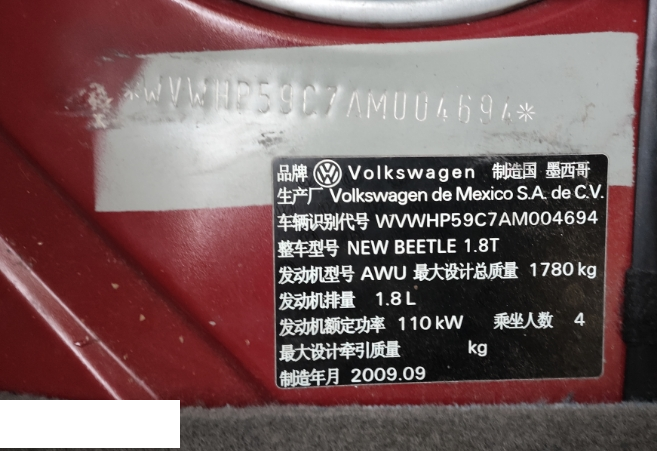 *WVWHP59C7AM004694*
品牌 Volkswagen 制造国 墨西哥
生产厂 Volkswagen de Mexico S.A. de C.V.
车辆识别代号 WVWHP59C7AM004694
整车型号 NEW BEETLE 1.8T
发动机型号 AWU 最大设计总质量 1780 kg
发动机排量 1.8 L
发动机额定功率 110 kW 乘坐人数 4
最大设计牵引质量 kg
制造年月 2009.09